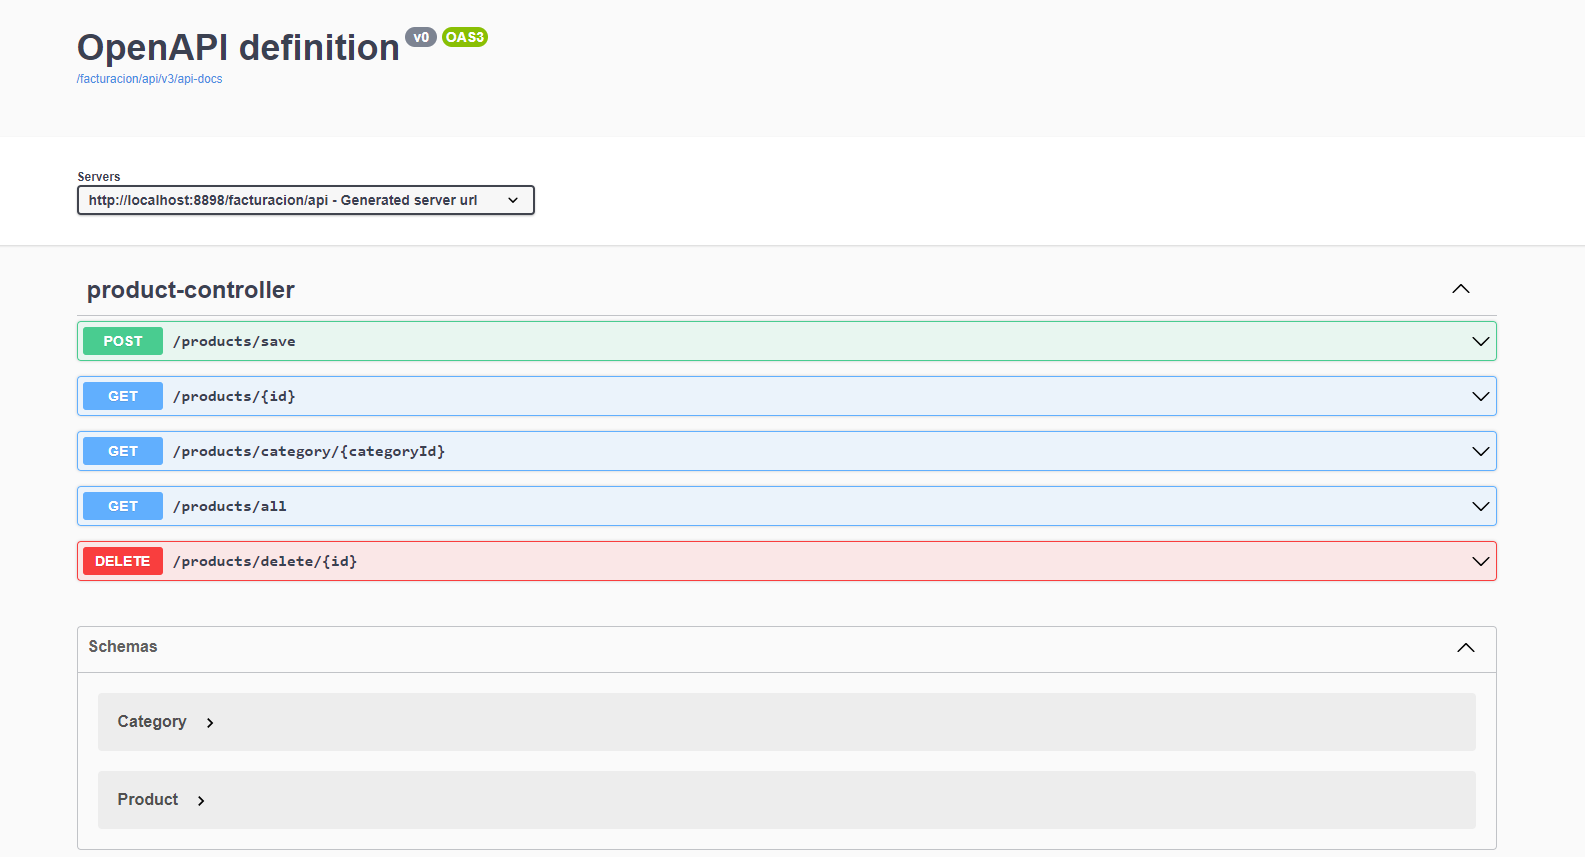 OpenAPI definition v0 OAS3
/facturacion/api/v3/api-docs
Servers
http://localhost:8898/facturacion/api - Generated server url
product-controller
POST /products/save
GET /products/{id}
GET /products/category/{categoryId}
GET /products/all
DELETE /products/delete/{id}
Schemas
Category
Product